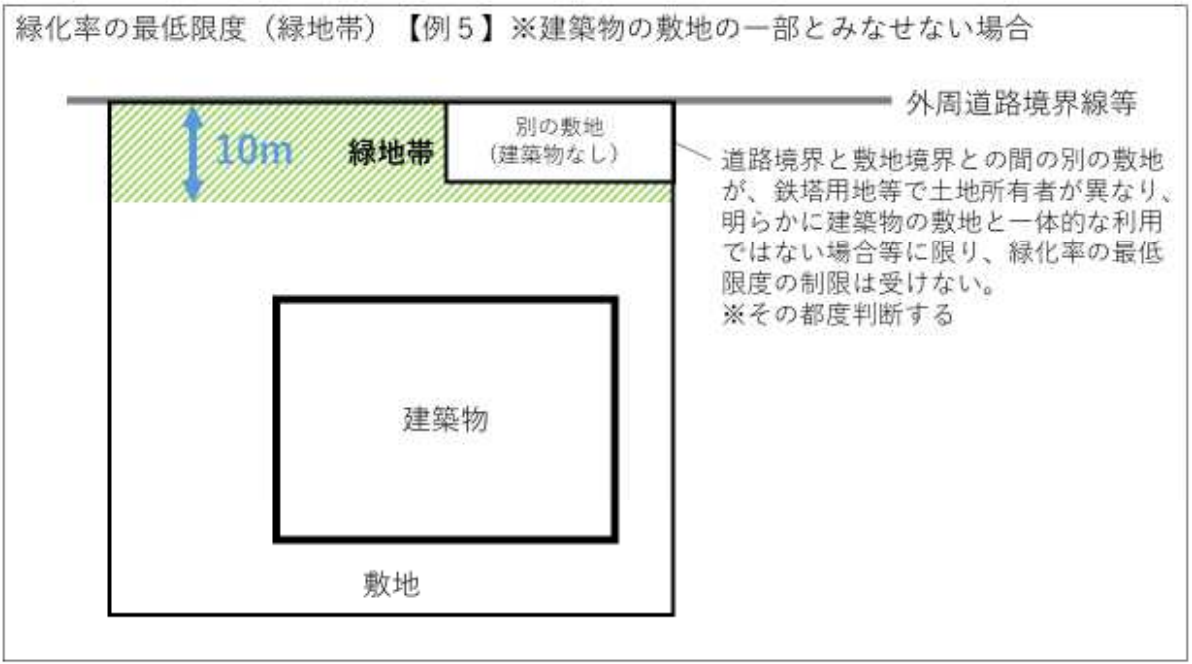 緑化率の最低限度（緑地帯）【例５】※建築物の敷地の一部とみなせない場合
外周道路境界線等
10m
緑地帯
別の敷地
（建築物なし）
道路境界と敷地境界との間の別の敷地
が、鉄塔用地等で土地所有者が異なり、
明らかに建築物の敷地と一体的な利用
ではない場合等に限り、緑化率の最低
限度の制限は受けない。
※その都度判断する
建築物
敷地